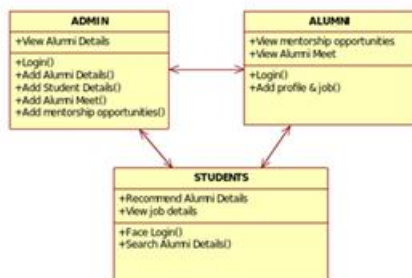 ADMIN
+View Alumni Details
+Login()
+Add Alumni Details()
+Add Student Details()
+Add Alumni Meet()
+Add mentorship opportunities()
ALUMNI
+View mentorship opportunities
+View Alumni Meet
+Login()
+Add profile & job()
STUDENTS
+Recommend Alumni Details
+View job details
+Face Login()
+Search Alumni Details()